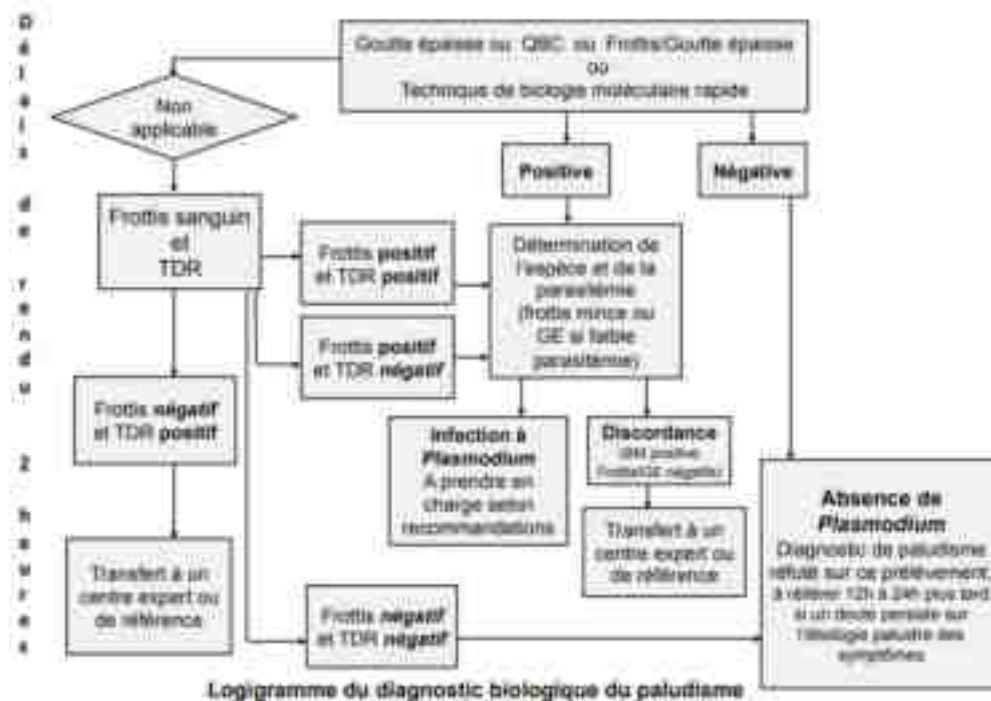 Délais de rendu 2 heures
Goutte épaisse ou QBC ou Frottis/Goutte épaisse
ou
Technique de biologie moléculaire rapide
Non
applicable
Positive
Négative
Frottis sanguin
et
TDR
Frottis positif
et TDR positif
Frottis positif
et TDR négatif
Détermination de
l'espèce et de la
parasitémie
(frottis mince ou
GE si faible
parasitémie)
Frottis négatif
et TDR positif
Infection à
Plasmodium
A prendre en
charge selon
recommandations
Discordance
(BM positive
Frottis/GE négatifs)
Transfert à un
centre expert ou
de référence
Transfert à un
centre expert ou
de référence
Frottis négatif
et TDR négatif
Absence de
Plasmodium
Diagnostic de paludisme
réfuté sur ce prélèvement,
à réitérer 12h à 24h plus tard
si un doute persiste sur
l'étiologie palustre des
symptômes
Logigramme du diagnostic biologique du paludisme